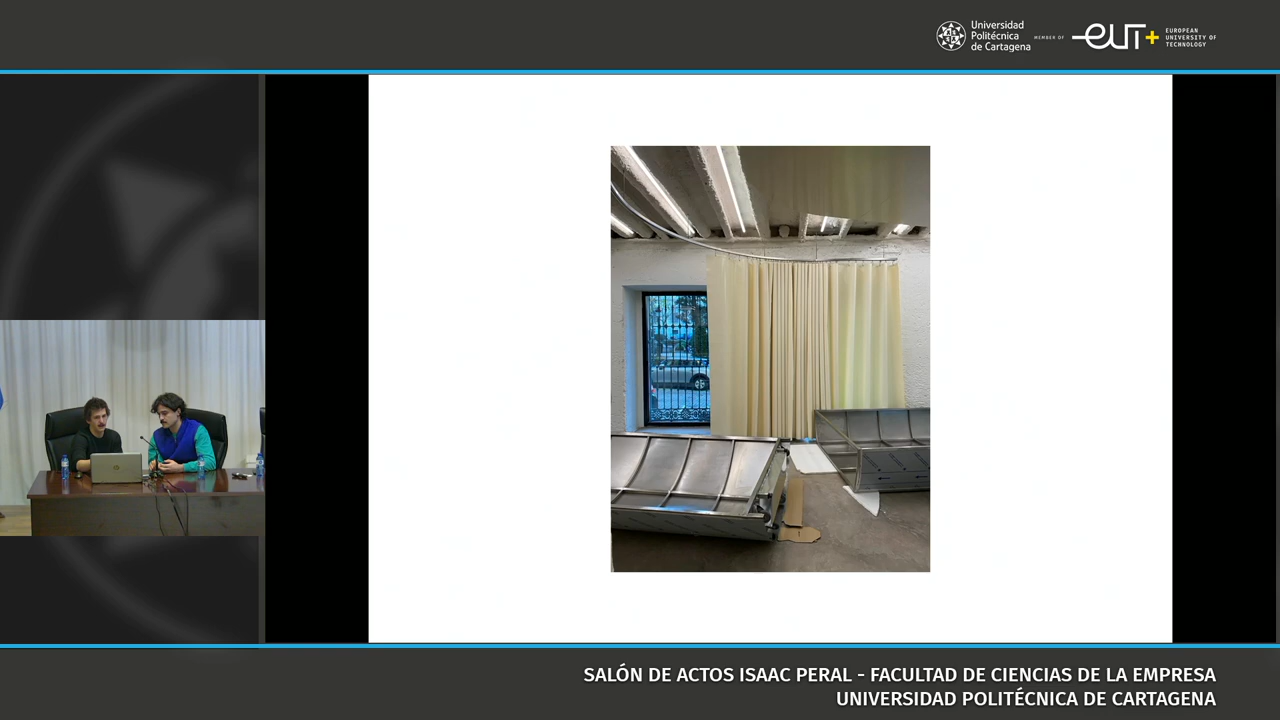 Universidad
Politécnica
de Cartagena
MEMBER OF
EUT+
EUROPEAN
UNIVERSITY OF
TECHNOLOGY
SALÓN DE ACTOS ISAAC PERAL - FACULTAD DE CIENCIAS DE LA EMPRESA
UNIVERSIDAD POLITÉCNICA DE CARTAGENA